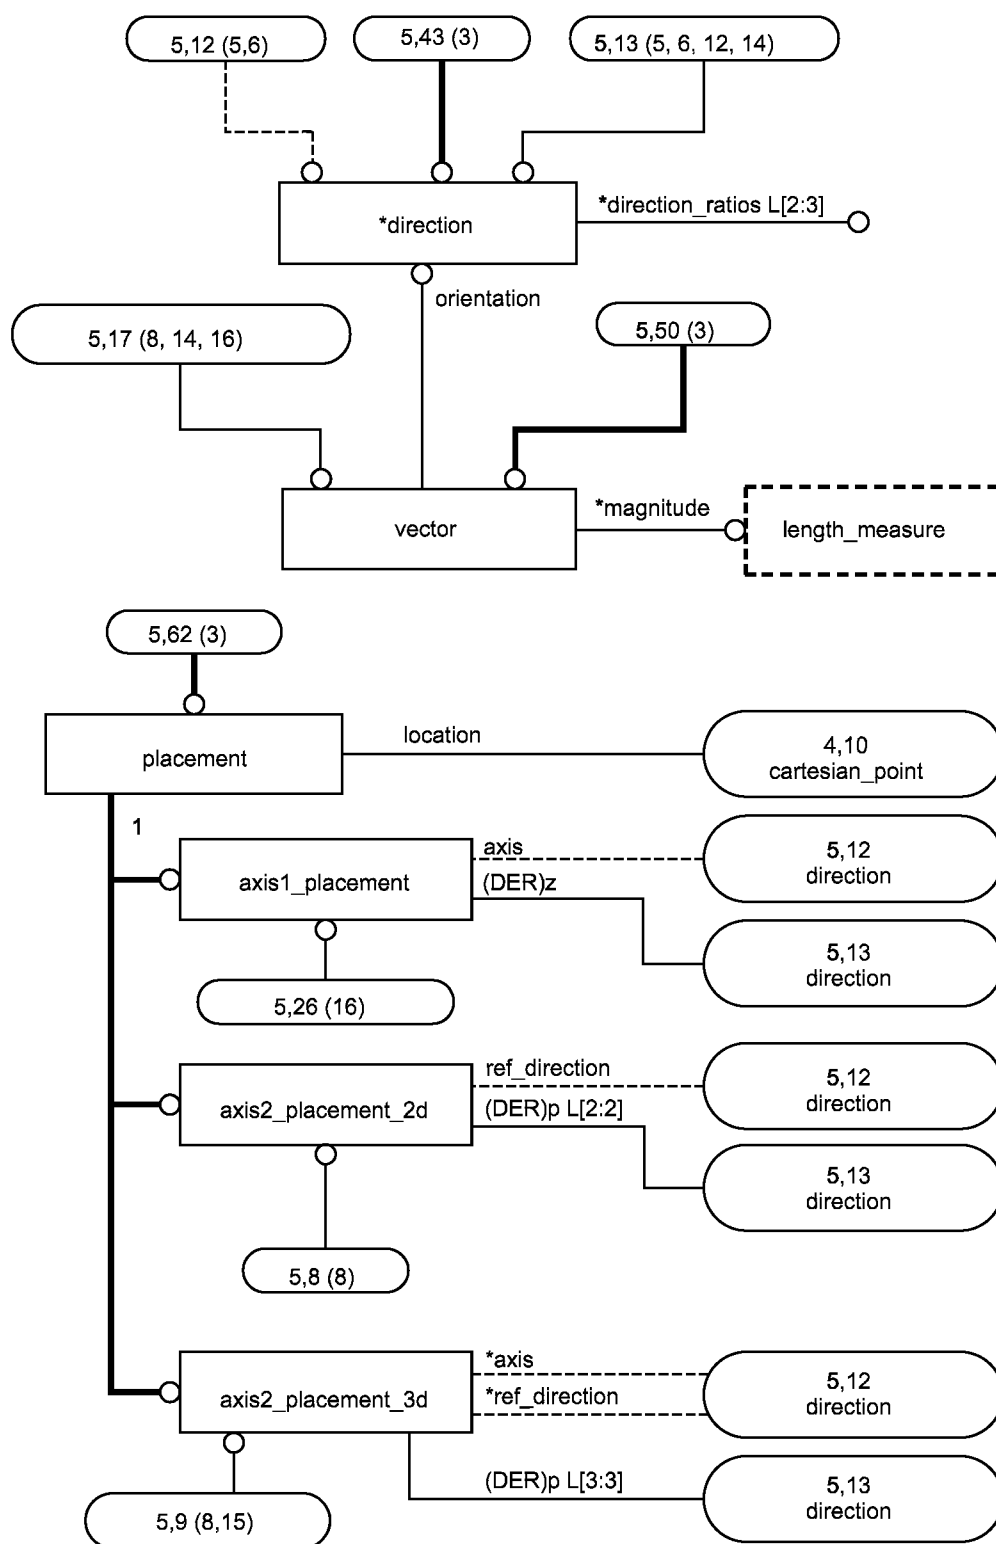 5,12 (5,6)
5,43 (3)
5,13 (5, 6, 12, 14)
*direction
*direction_ratios L[2:3]
orientation
5,17 (8, 14, 16)
5,50 (3)
vector
*magnitude
length_measure
5,62 (3)
placement
location
4,10
cartesian_point
1
axis1_placement
axis
(DER)z
5,12
direction
5,13
direction
5,26 (16)
axis2_placement_2d
ref_direction
(DER)p L[2:2]
5,12
direction
5,13
direction
5,8 (8)
axis2_placement_3d
*axis
*ref_direction
5,12
direction
(DER)p L[3:3]
5,13
direction
5,9 (8,15)